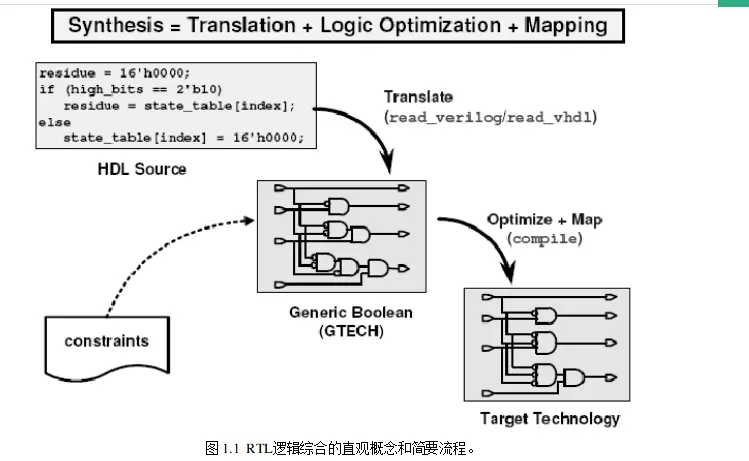 Synthesis = Translation + Logic Optimization + Mapping
residue = 16'h0000;
if (high_bits == 2'b10)
residue = state_table[index];
else
state_table[index] = 16'h0000;
HDL Source
Translate
(read_verilog/read_vhdl)
Optimize + Map
(compile)
Generic Boolean
(GTECH)
constraints
Target Technology
图 1.1 RTL逻辑综合的直观概念和简要流程。